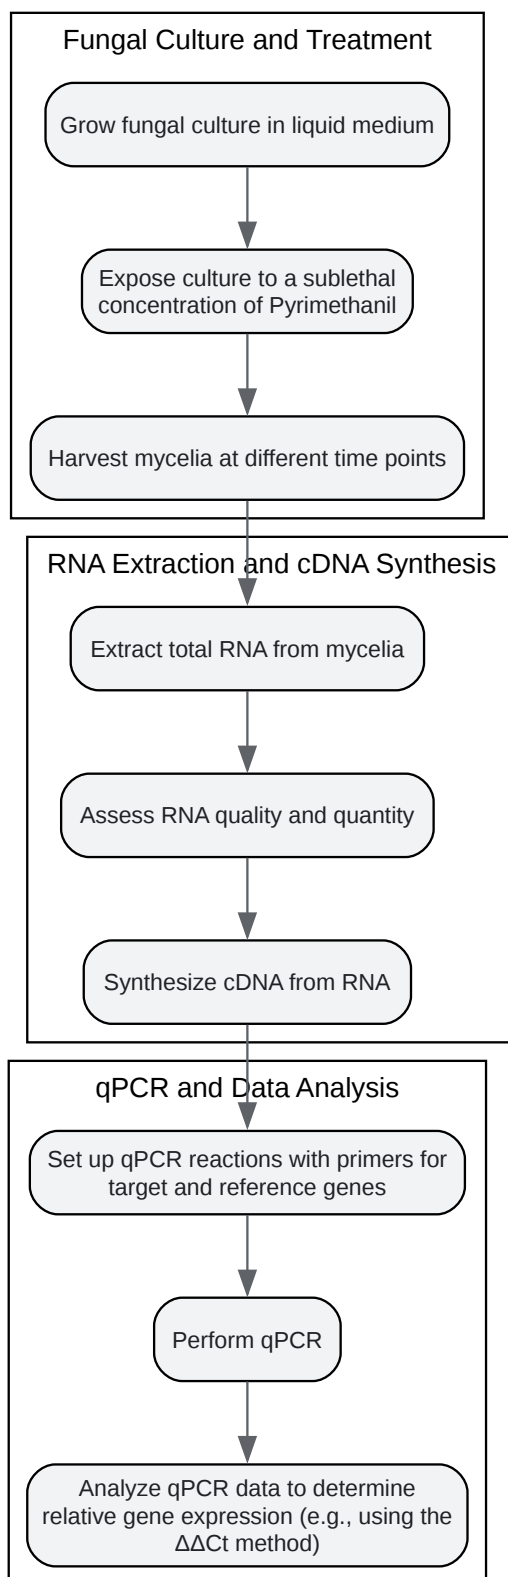 Fungal Culture and Treatment
Grow fungal culture in liquid medium
Expose culture to a sublethal
concentration of Pyrimethanil
Harvest mycelia at different time points
RNA Extraction and cDNA Synthesis
Extract total RNA from mycelia
Assess RNA quality and quantity
Synthesize cDNA from RNA
qPCR and Data Analysis
Set up qPCR reactions with primers for
target and reference genes
Perform qPCR
Analyze qPCR data to determine
relative gene expression (e.g., using the
ΔΔCt method)